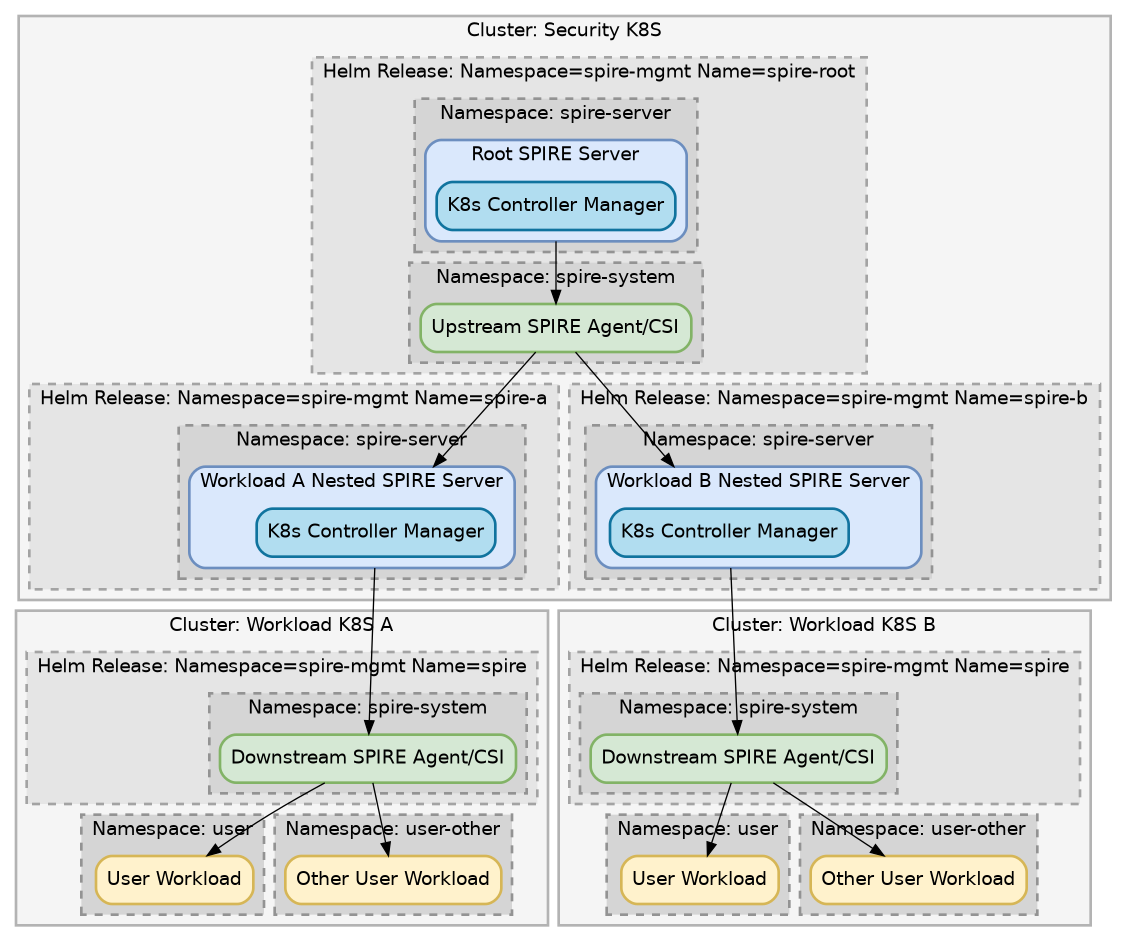 Cluster: Security K8S
Helm Release: Namespace=spire-mgmt Name=spire-root
Namespace: spire-server
Root SPIRE Server
K8s Controller Manager
Namespace: spire-system
Upstream SPIRE Agent/CSI
Helm Release: Namespace=spire-mgmt Name=spire-a
Namespace: spire-server
Workload A Nested SPIRE Server
K8s Controller Manager
Helm Release: Namespace=spire-mgmt Name=spire-b
Namespace: spire-server
Workload B Nested SPIRE Server
K8s Controller Manager
Cluster: Workload K8S A
Helm Release: Namespace=spire-mgmt Name=spire
Namespace: spire-system
Downstream SPIRE Agent/CSI
Namespace: user
User Workload
Namespace: user-other
Other User Workload
Cluster: Workload K8S B
Helm Release: Namespace=spire-mgmt Name=spire
Namespace: spire-system
Downstream SPIRE Agent/CSI
Namespace: user
User Workload
Namespace: user-other
Other User Workload